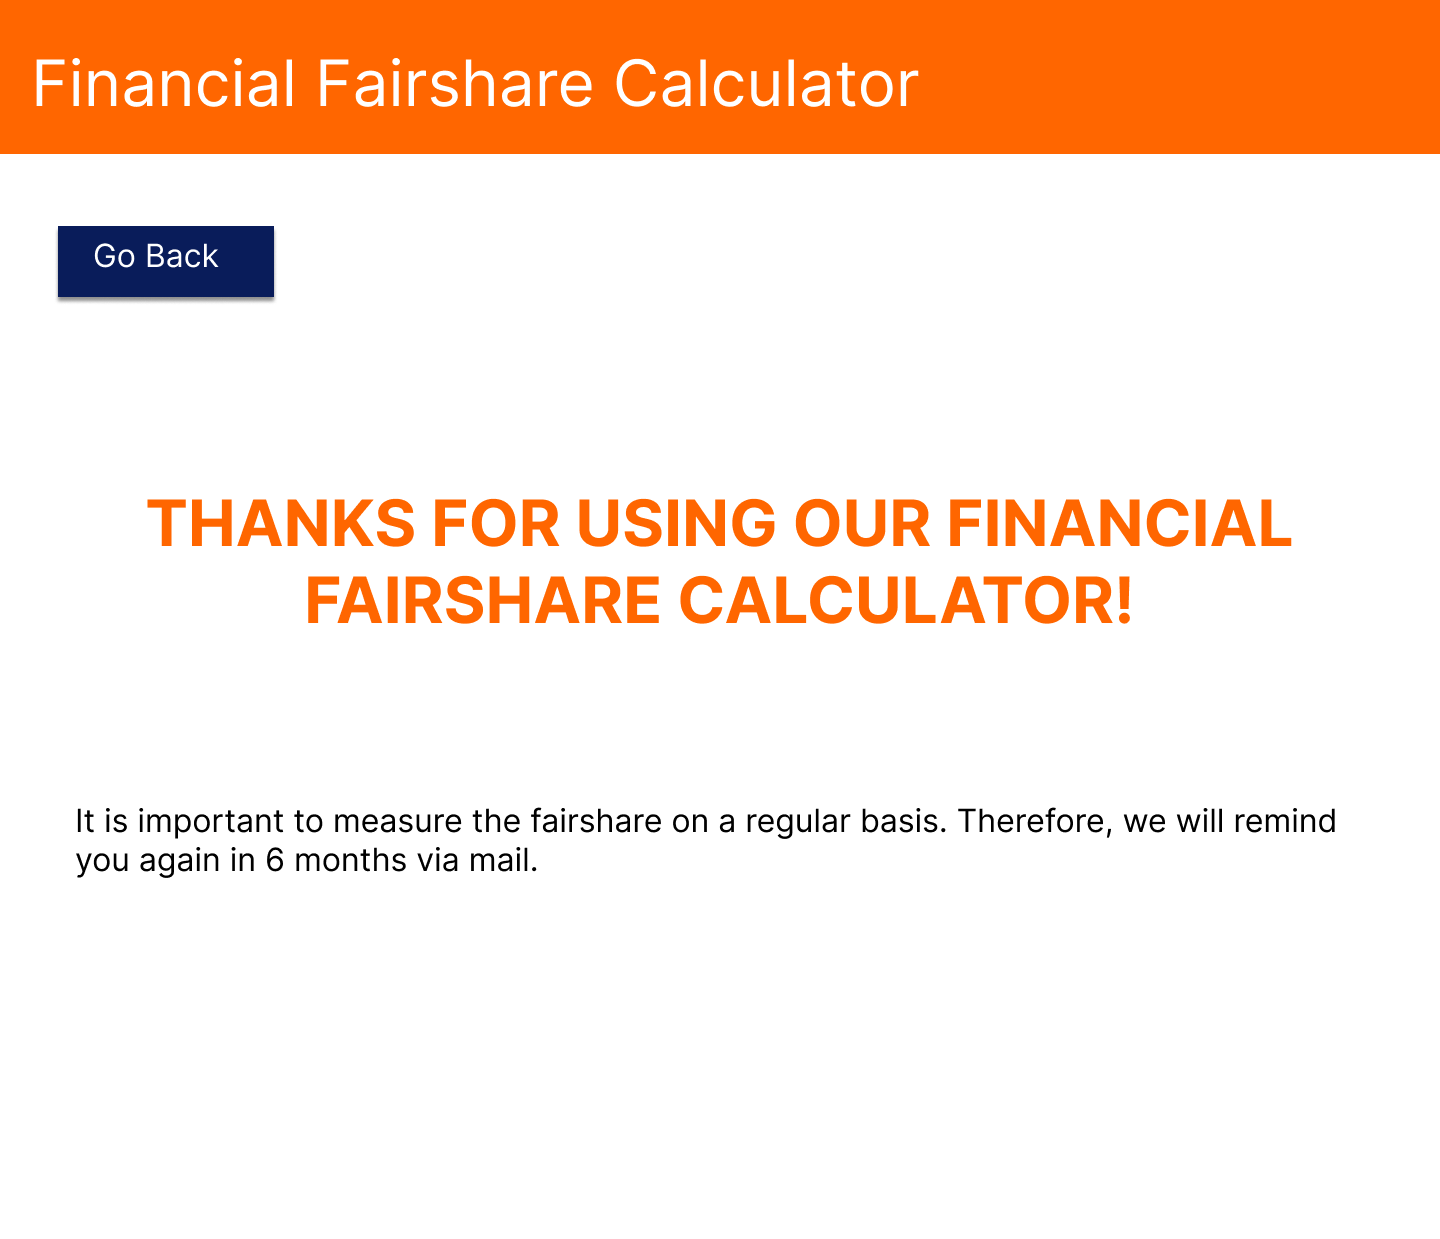 Financial Fairshare Calculator
Go Back
THANKS FOR USING OUR FINANCIAL
FAIRSHARE CALCULATOR!
It is important to measure the fairshare on a regular basis. Therefore, we will remind
you again in 6 months via mail.